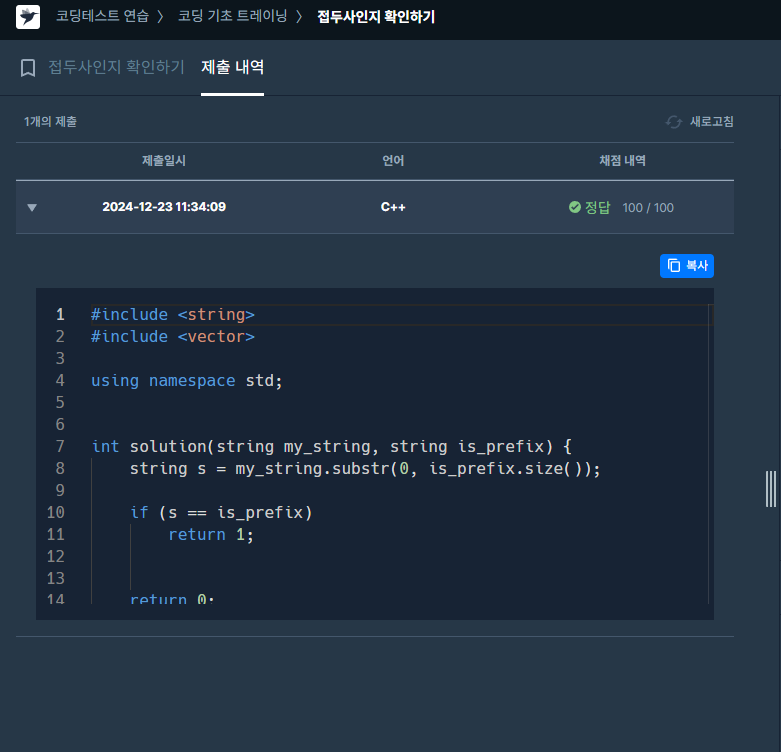 코딩테스트 연습 〉 코딩 기초 트레이닝 〉 접두사인지 확인하기
접두사인지 확인하기 제출 내역
1개의 제출 새로고침
제출일시 언어 채점 내역
▼ 2024-12-23 11:34:09 C++ 정답 100 / 100
복사
1 #include <string>
2 #include <vector>
3
4 using namespace std;
5
6
7 int solution(string my_string, string is_prefix) {
8     string s = my_string.substr(0, is_prefix.size());
9
10     if (s == is_prefix)
11         return 1;
12
13
14     return 0;